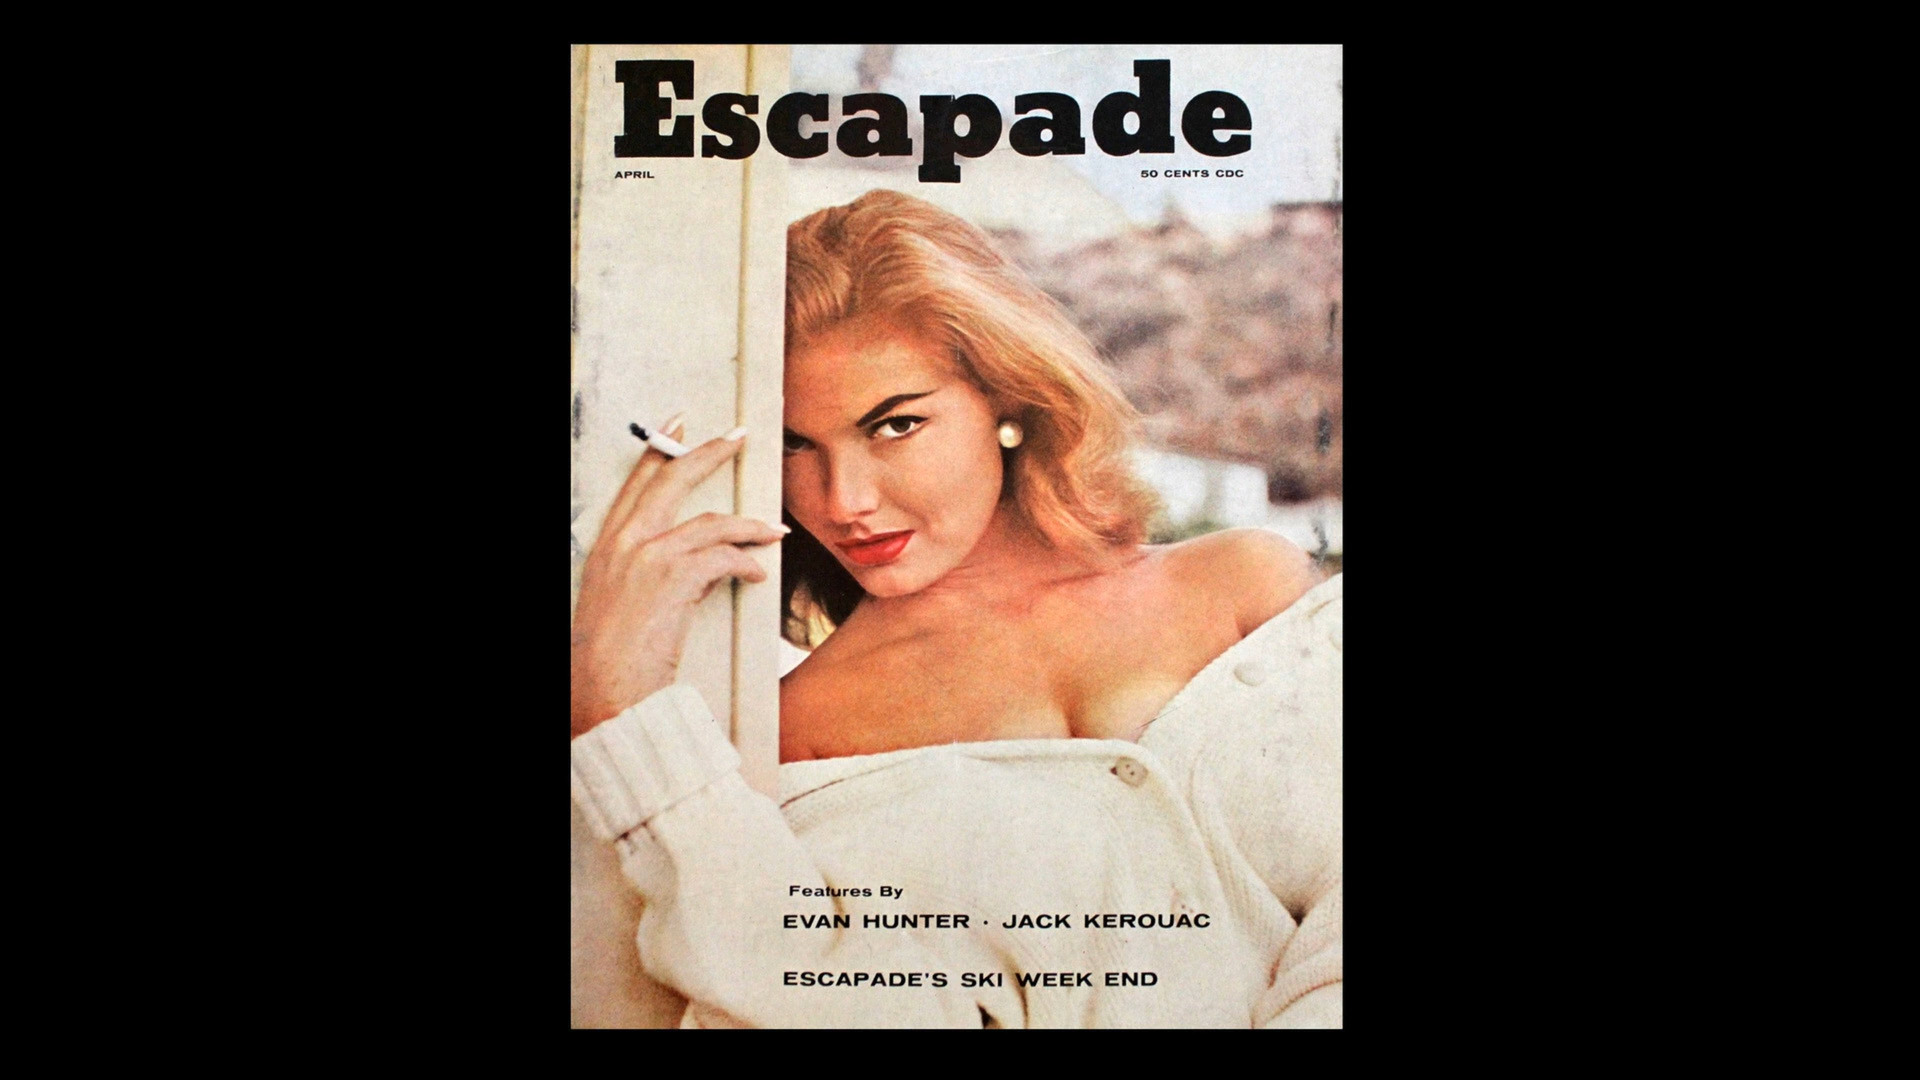 Escapade
APRIL
50 CENTS CDC
Features By
EVAN HUNTER · JACK KEROUAC
ESCAPADE'S SKI WEEK END